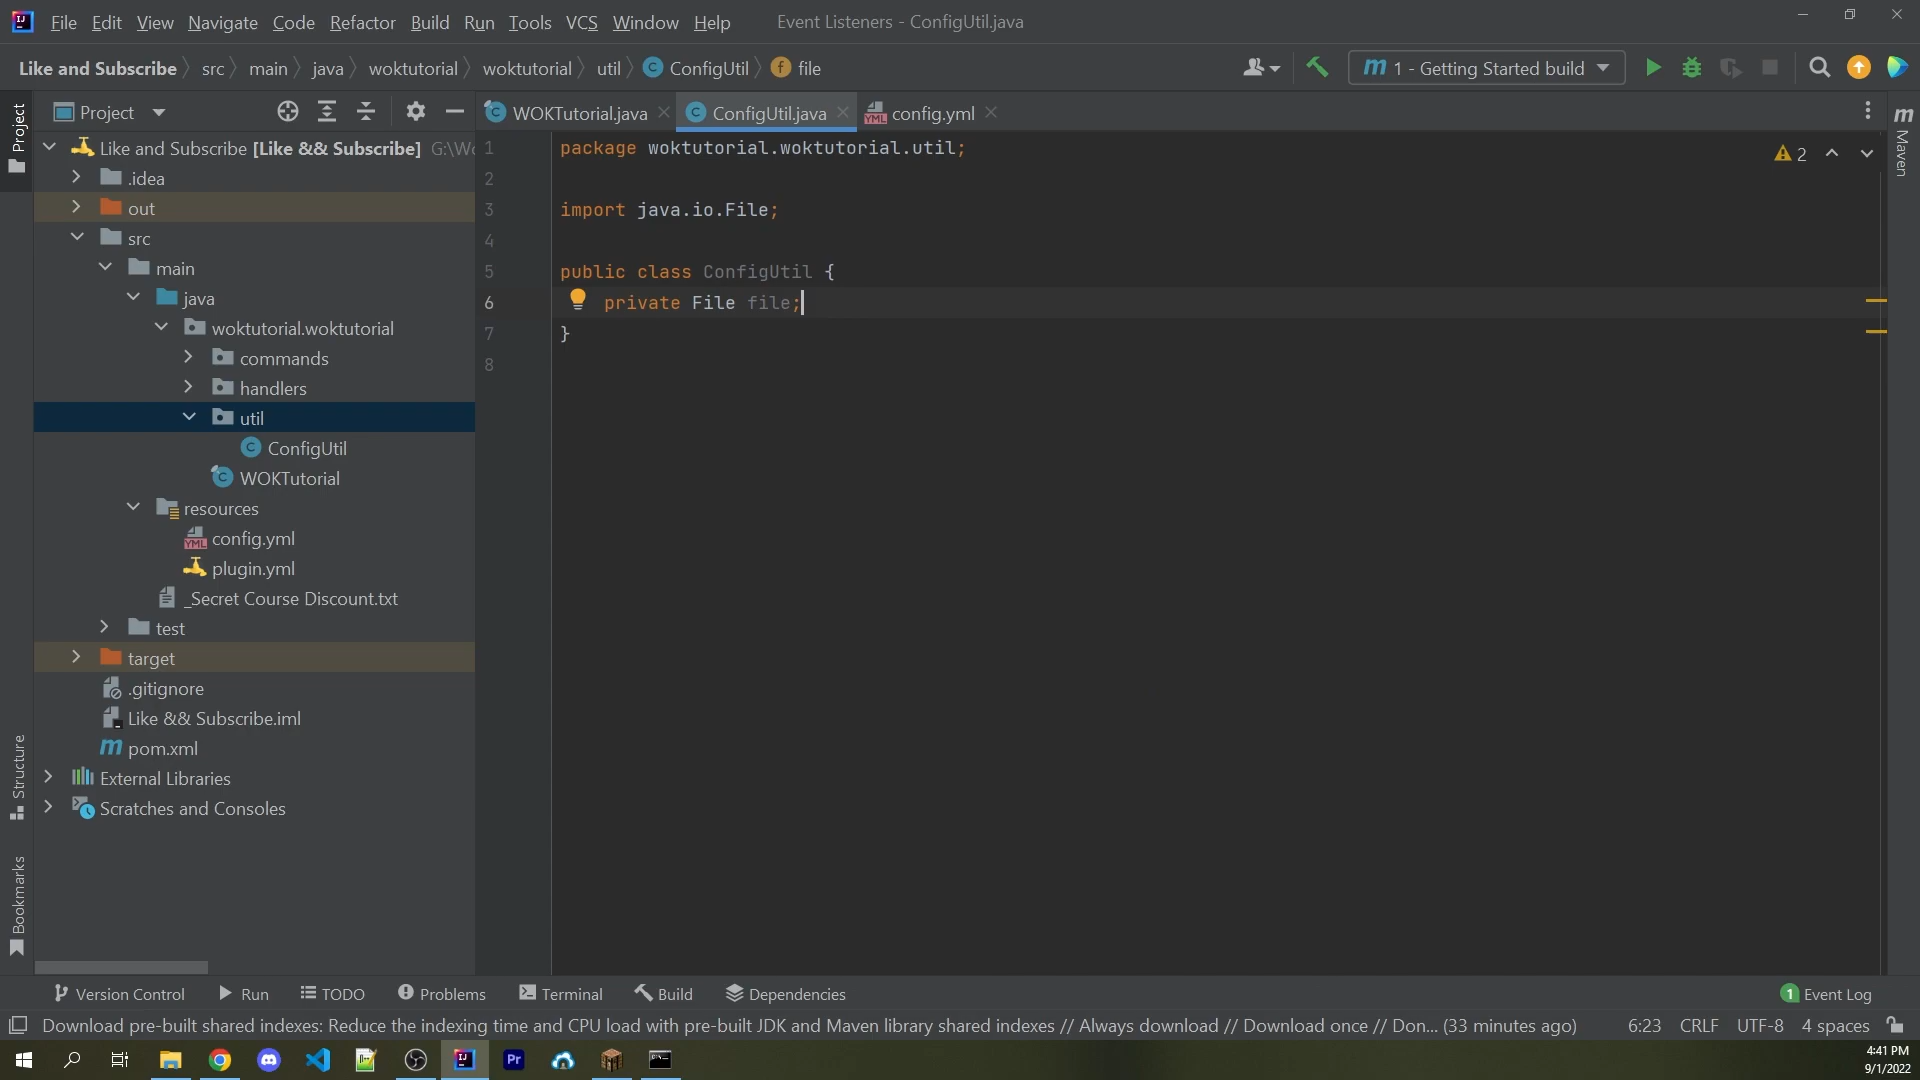 File Edit View Navigate Code Refactor Build Run Tools VCS Window Help Event Listeners - ConfigUtil.java
Like and Subscribe src main java woktutorial woktutorial util ConfigUtil file 1 - Getting Started build
Project
WOKTutorial.java ConfigUtil.java config.yml
Project
Maven
Like and Subscribe [Like && Subscribe]
.idea
out
src
main
java
woktutorial.woktutorial
commands
handlers
util
ConfigUtil
WOKTutorial
resources
config.yml
plugin.yml
_Secret Course Discount.txt
test
target
.gitignore
Like && Subscribe.iml
pom.xml
External Libraries
Scratches and Consoles
Structure
Bookmarks
1 package woktutorial.woktutorial.util;
2
3 import java.io.File;
4
5 public class ConfigUtil {
6 private File file;
7 }
8
2
Version Control Run TODO Problems Terminal Build Dependencies 1 Event Log
Download pre-built shared indexes: Reduce the indexing time and CPU load with pre-built JDK and Maven library shared indexes // Always download // Download once // Don... (33 minutes ago) 6:23 CRLF UTF-8 4 spaces
4:41 PM
9/1/2022